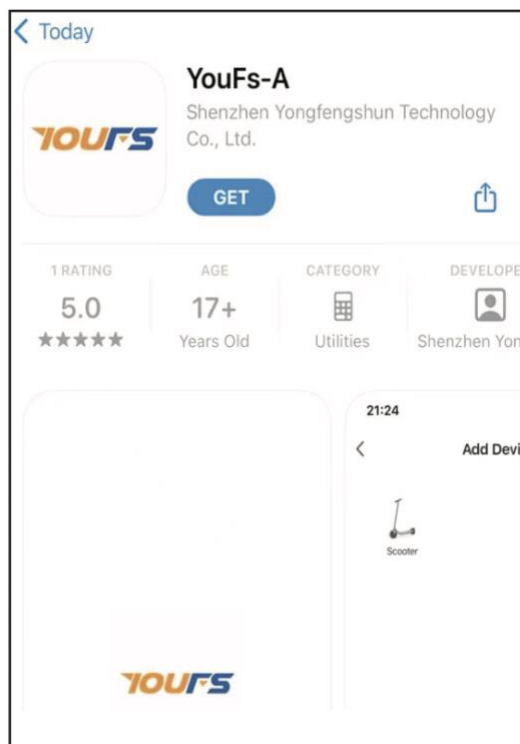 Today
YOUFS
YouFs-A
Shenzhen Yongfengshun Technology
Co., Ltd.
GET
1 RATING
AGE
CATEGORY
DEVELOPE
5.0
17+
Years Old
Utilities
Shenzhen Yon
21:24
Add Devi
Scooter
YOUFS